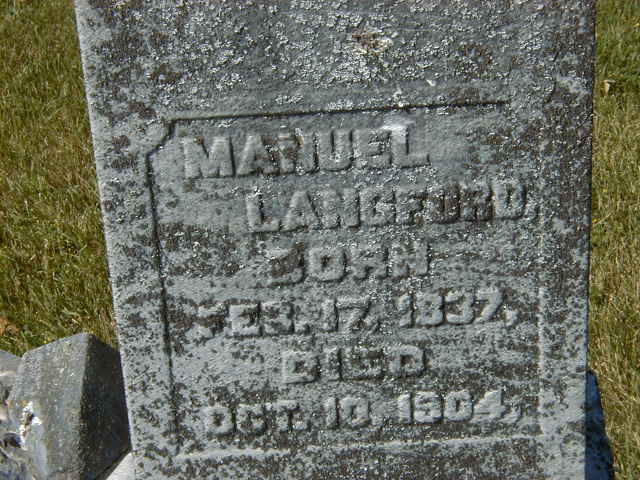 MANUEL
LANGFORD,
BORN
FEB. 17, 1837,
DIED
OCT. 10, 1904,